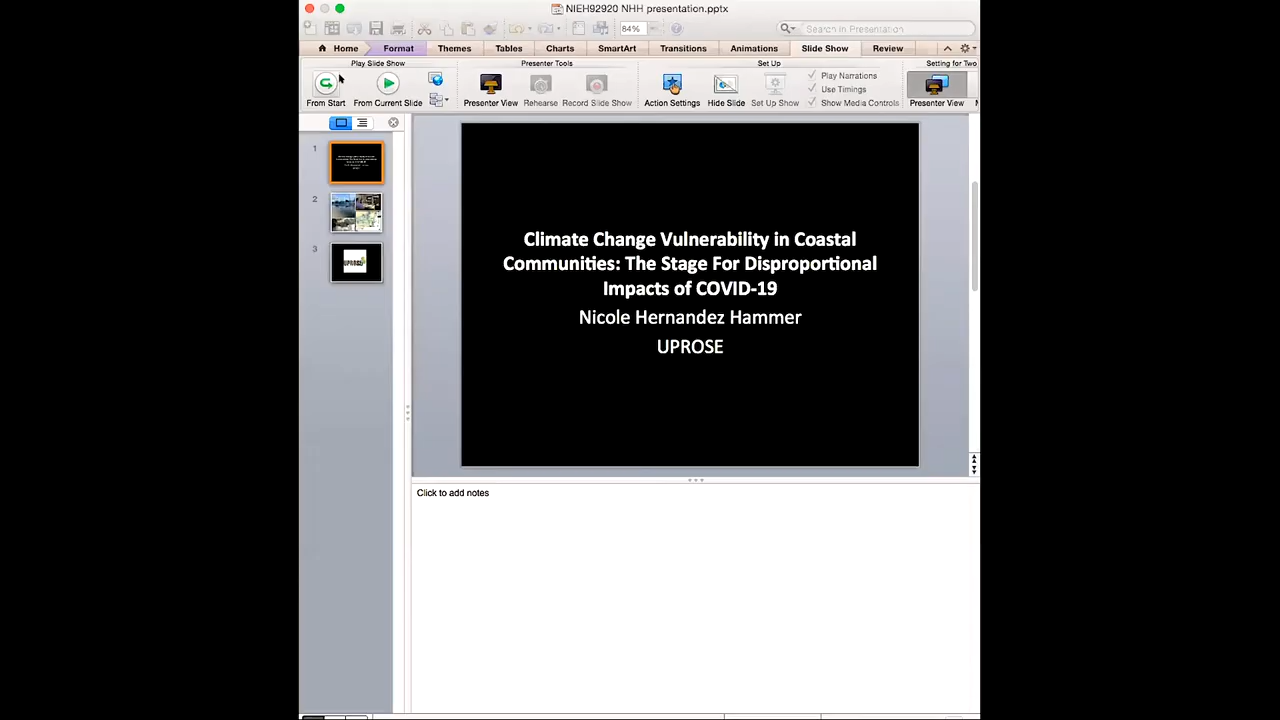 NIEH92920 NHH presentation.pptx
84%
Search in Presentation
Home
Format
Themes
Tables
Charts
SmartArt
Transitions
Animations
Slide Show
Review
Play Slide Show
Presenter Tools
Set Up
Setting for Two
From Start
From Current Slide
Presenter View
Rehearse
Record Slide Show
Action Settings
Hide Slide
Set Up Show
Play Narrations
Use Timings
Show Media Controls
Presenter View
1
2
3
UPROSE
Climate Change Vulnerability in Coastal
Communities: The Stage For Disproportional
Impacts of COVID-19
Nicole Hernandez Hammer
UPROSE
Click to add notes